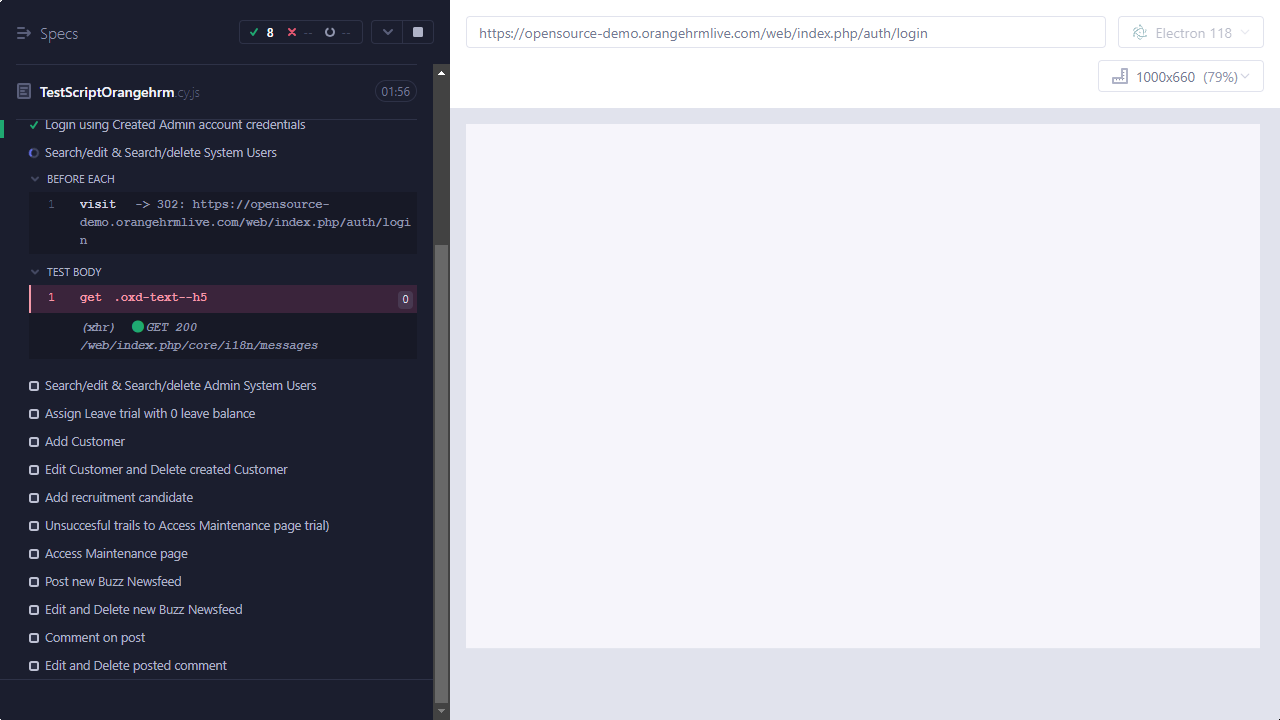 Specs
8 -- --
https://opensource-demo.orangehrmlive.com/web/index.php/auth/login
Electron 118
1000x660 (79%)
TestScriptOrangehrm.cy.js
01:56
Login using Created Admin account credentials
Search/edit & Search/delete System Users
BEFORE EACH
1 visit -> 302: https://opensource-
demo.orangehrmlive.com/web/index.php/auth/logi
n
TEST BODY
1 get .oxd-text--h5 0
(xhr) GET 200
/web/index.php/core/i18n/messages
Search/edit & Search/delete Admin System Users
Assign Leave trial with 0 leave balance
Add Customer
Edit Customer and Delete created Customer
Add recruitment candidate
Unsuccesful trails to Access Maintenance page trial)
Access Maintenance page
Post new Buzz Newsfeed
Edit and Delete new Buzz Newsfeed
Comment on post
Edit and Delete posted comment